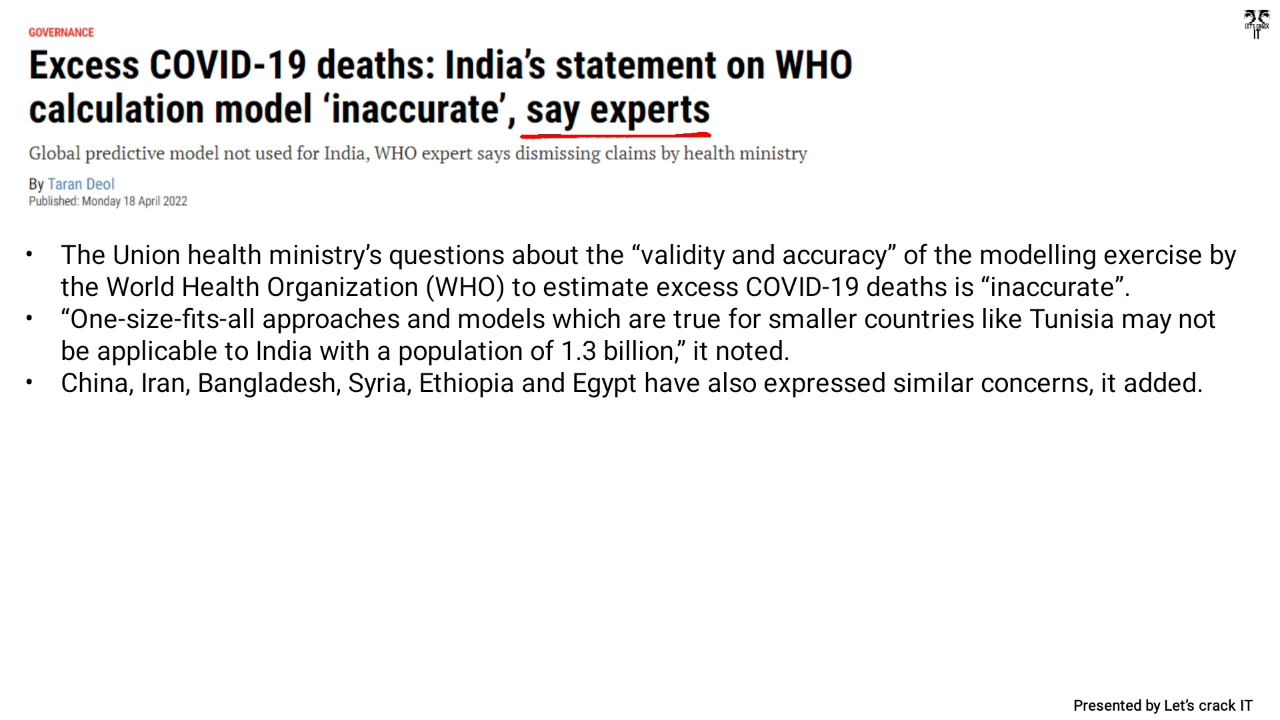 GOVERNANCE
LET'S CRACK
IT
Excess COVID-19 deaths: India’s statement on WHO
calculation model ‘inaccurate’, say experts
Global predictive model not used for India, WHO expert says dismissing claims by health ministry
By Taran Deol
Published: Monday 18 April 2022
• The Union health ministry’s questions about the “validity and accuracy” of the modelling exercise by
the World Health Organization (WHO) to estimate excess COVID-19 deaths is “inaccurate”.
• “One-size-fits-all approaches and models which are true for smaller countries like Tunisia may not
be applicable to India with a population of 1.3 billion,” it noted.
• China, Iran, Bangladesh, Syria, Ethiopia and Egypt have also expressed similar concerns, it added.
Presented by Let’s crack IT